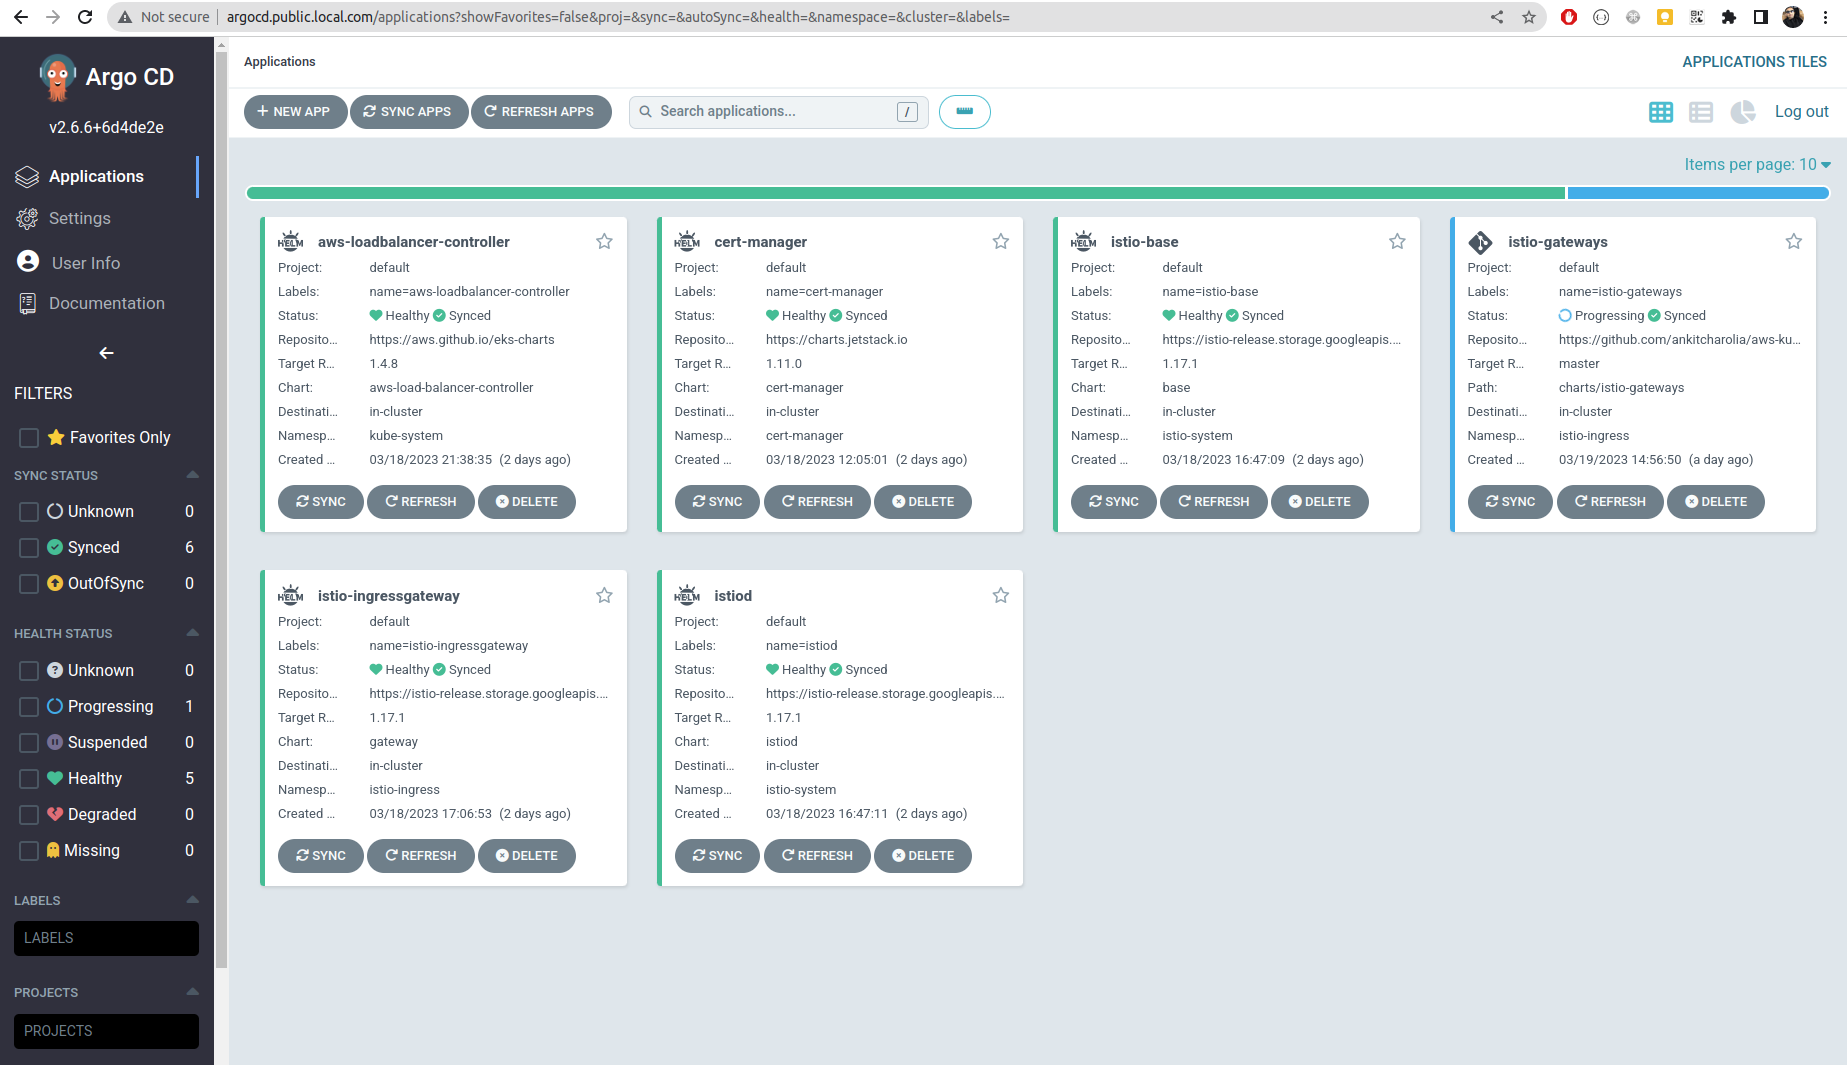 Not secure argocd.public.local.com/applications?showFavorites=false&proj=&sync=&autoSync=&health=&namespace=&cluster=&labels=
Argo CD
v2.6.6+6d4de2e
Applications
Settings
User Info
Documentation
FILTERS
Favorites Only
SYNC STATUS
Unknown 0
Synced 6
OutOfSync 0
HEALTH STATUS
Unknown 0
Progressing 1
Suspended 0
Healthy 5
Degraded 0
Missing 0
LABELS
LABELS
PROJECTS
PROJECTS
Applications
APPLICATIONS TILES
NEW APP SYNC APPS REFRESH APPS Search applications... / Log out
Items per page: 10
HELM aws-loadbalancer-controller
Project: default
Labels: name=aws-loadbalancer-controller
Status: Healthy Synced
Reposito... https://aws.github.io/eks-charts
Target R... 1.4.8
Chart: aws-load-balancer-controller
Destinati... in-cluster
Namesp... kube-system
Created ... 03/18/2023 21:38:35 (2 days ago)
SYNC REFRESH DELETE
HELM cert-manager
Project: default
Labels: name=cert-manager
Status: Healthy Synced
Reposito... https://charts.jetstack.io
Target R... 1.11.0
Chart: cert-manager
Destinati... in-cluster
Namesp... cert-manager
Created ... 03/18/2023 12:05:01 (2 days ago)
SYNC REFRESH DELETE
HELM istio-base
Project: default
Labels: name=istio-base
Status: Healthy Synced
Reposito... https://istio-release.storage.googleapis....
Target R... 1.17.1
Chart: base
Destinati... in-cluster
Namesp... istio-system
Created ... 03/18/2023 16:47:09 (2 days ago)
SYNC REFRESH DELETE
istio-gateways
Project: default
Labels: name=istio-gateways
Status: Progressing Synced
Reposito... https://github.com/ankitcharolia/aws-ku...
Target R... master
Path: charts/istio-gateways
Destinati... in-cluster
Namesp... istio-ingress
Created ... 03/19/2023 14:56:50 (a day ago)
SYNC REFRESH DELETE
HELM istio-ingressgateway
Project: default
Labels: name=istio-ingressgateway
Status: Healthy Synced
Reposito... https://istio-release.storage.googleapis....
Target R... 1.17.1
Chart: gateway
Destinati... in-cluster
Namesp... istio-ingress
Created ... 03/18/2023 17:06:53 (2 days ago)
SYNC REFRESH DELETE
HELM istiod
Project: default
Labels: name=istiod
Status: Healthy Synced
Reposito... https://istio-release.storage.googleapis....
Target R... 1.17.1
Chart: istiod
Destinati... in-cluster
Namesp... istio-system
Created ... 03/18/2023 16:47:11 (2 days ago)
SYNC REFRESH DELETE